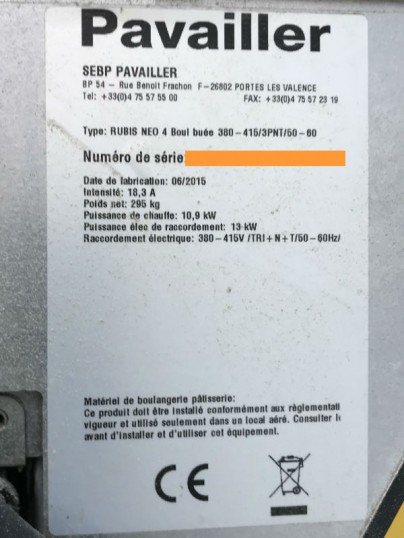 Pavailler
SEBP PAVAILLER
BP 54 – Rue Benoit Frachon F-26802 PORTES LES VALENCE
Tel: +33(0)4 75 57 55 00 FAX: +33(0)4 75 57 23 19
Type: RUBIS NEO 4 Boul buée 380-415/3PNT/50-60
Numéro de série
Date de fabrication: 06/2015
Intensité: 18,3 A
Poids net: 295 kg
Puissance de chauffe: 10,9 kW
Puissance élec de raccordement: 13 kW
Raccordement électrique: 380-415V /TRI+N+T/50-60Hz/
Matériel de boulangerie pâtisserie:
Ce produit doit être installé conformément aux règlementati
vigueur et utilisé seulement dans un local aéré. Consulter l
avant d'installer et d'utiliser cet équipement.
CE